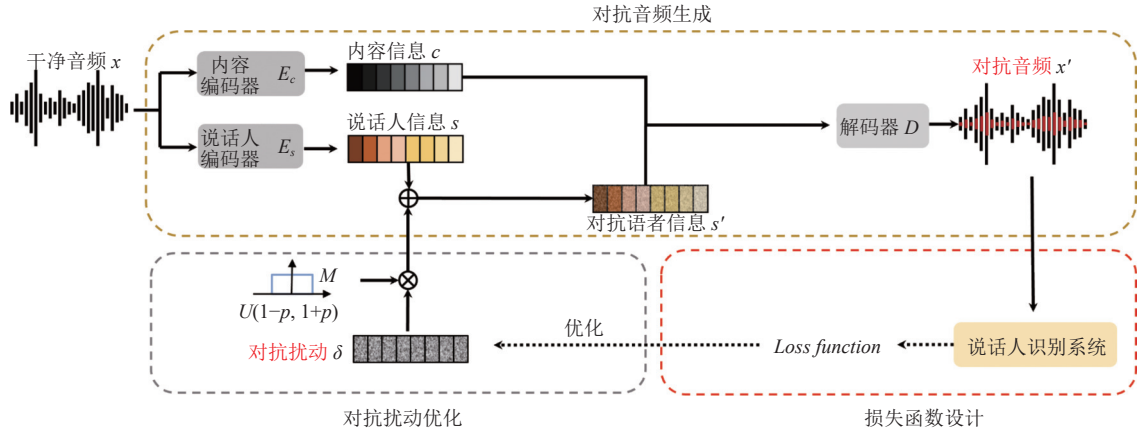 对抗音频生成
干净音频 x
内容
编码器 E_c
内容信息 c
说话人
编码器 E_s
说话人信息 s
对抗语者信息 s′
解码器 D
对抗音频 x′
M
U(1−p, 1+p)
对抗扰动 δ
优化
Loss function
说话人识别系统
对抗扰动优化
损失函数设计